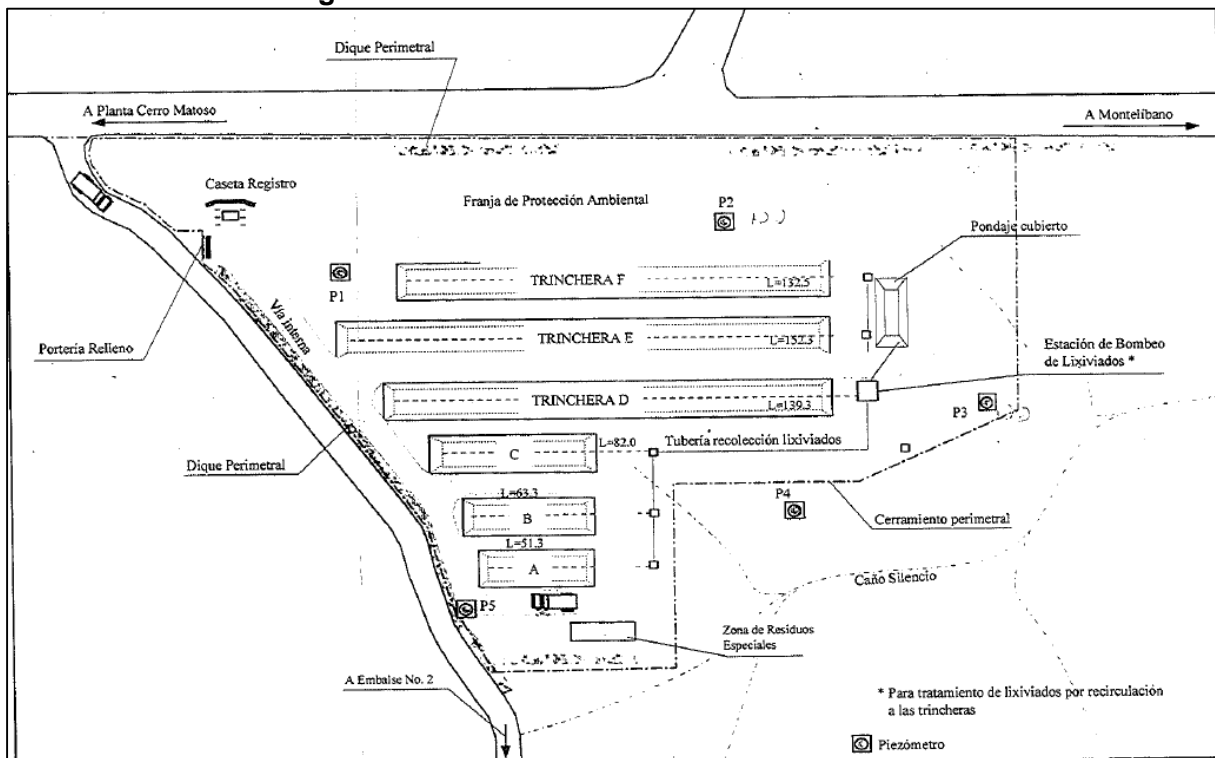 Dique Perimetral
A Planta Cerro Matoso
A Montelíbano
Caseta Registro
Franja de Protección Ambiental
P2
Pondaje cubierto
P1
TRINCHERA F
L=132.5
Vía Interna
Portería Relleno
TRINCHERA E
L=152.3
Estación de Bombeo
de Lixiviados *
TRINCHERA D
L=139.3
P3
C
L=82.0
Tubería recolección lixiviados
Dique Perimetral
L=63.3
B
P4
Cerramiento perimetral
L=51.3
A
Caño Silencio
P5
Zona de Residuos
Especiales
A Embalse No. 2
* Para tratamiento de lixiviados por recirculación
a las trincheras
Piezómetro